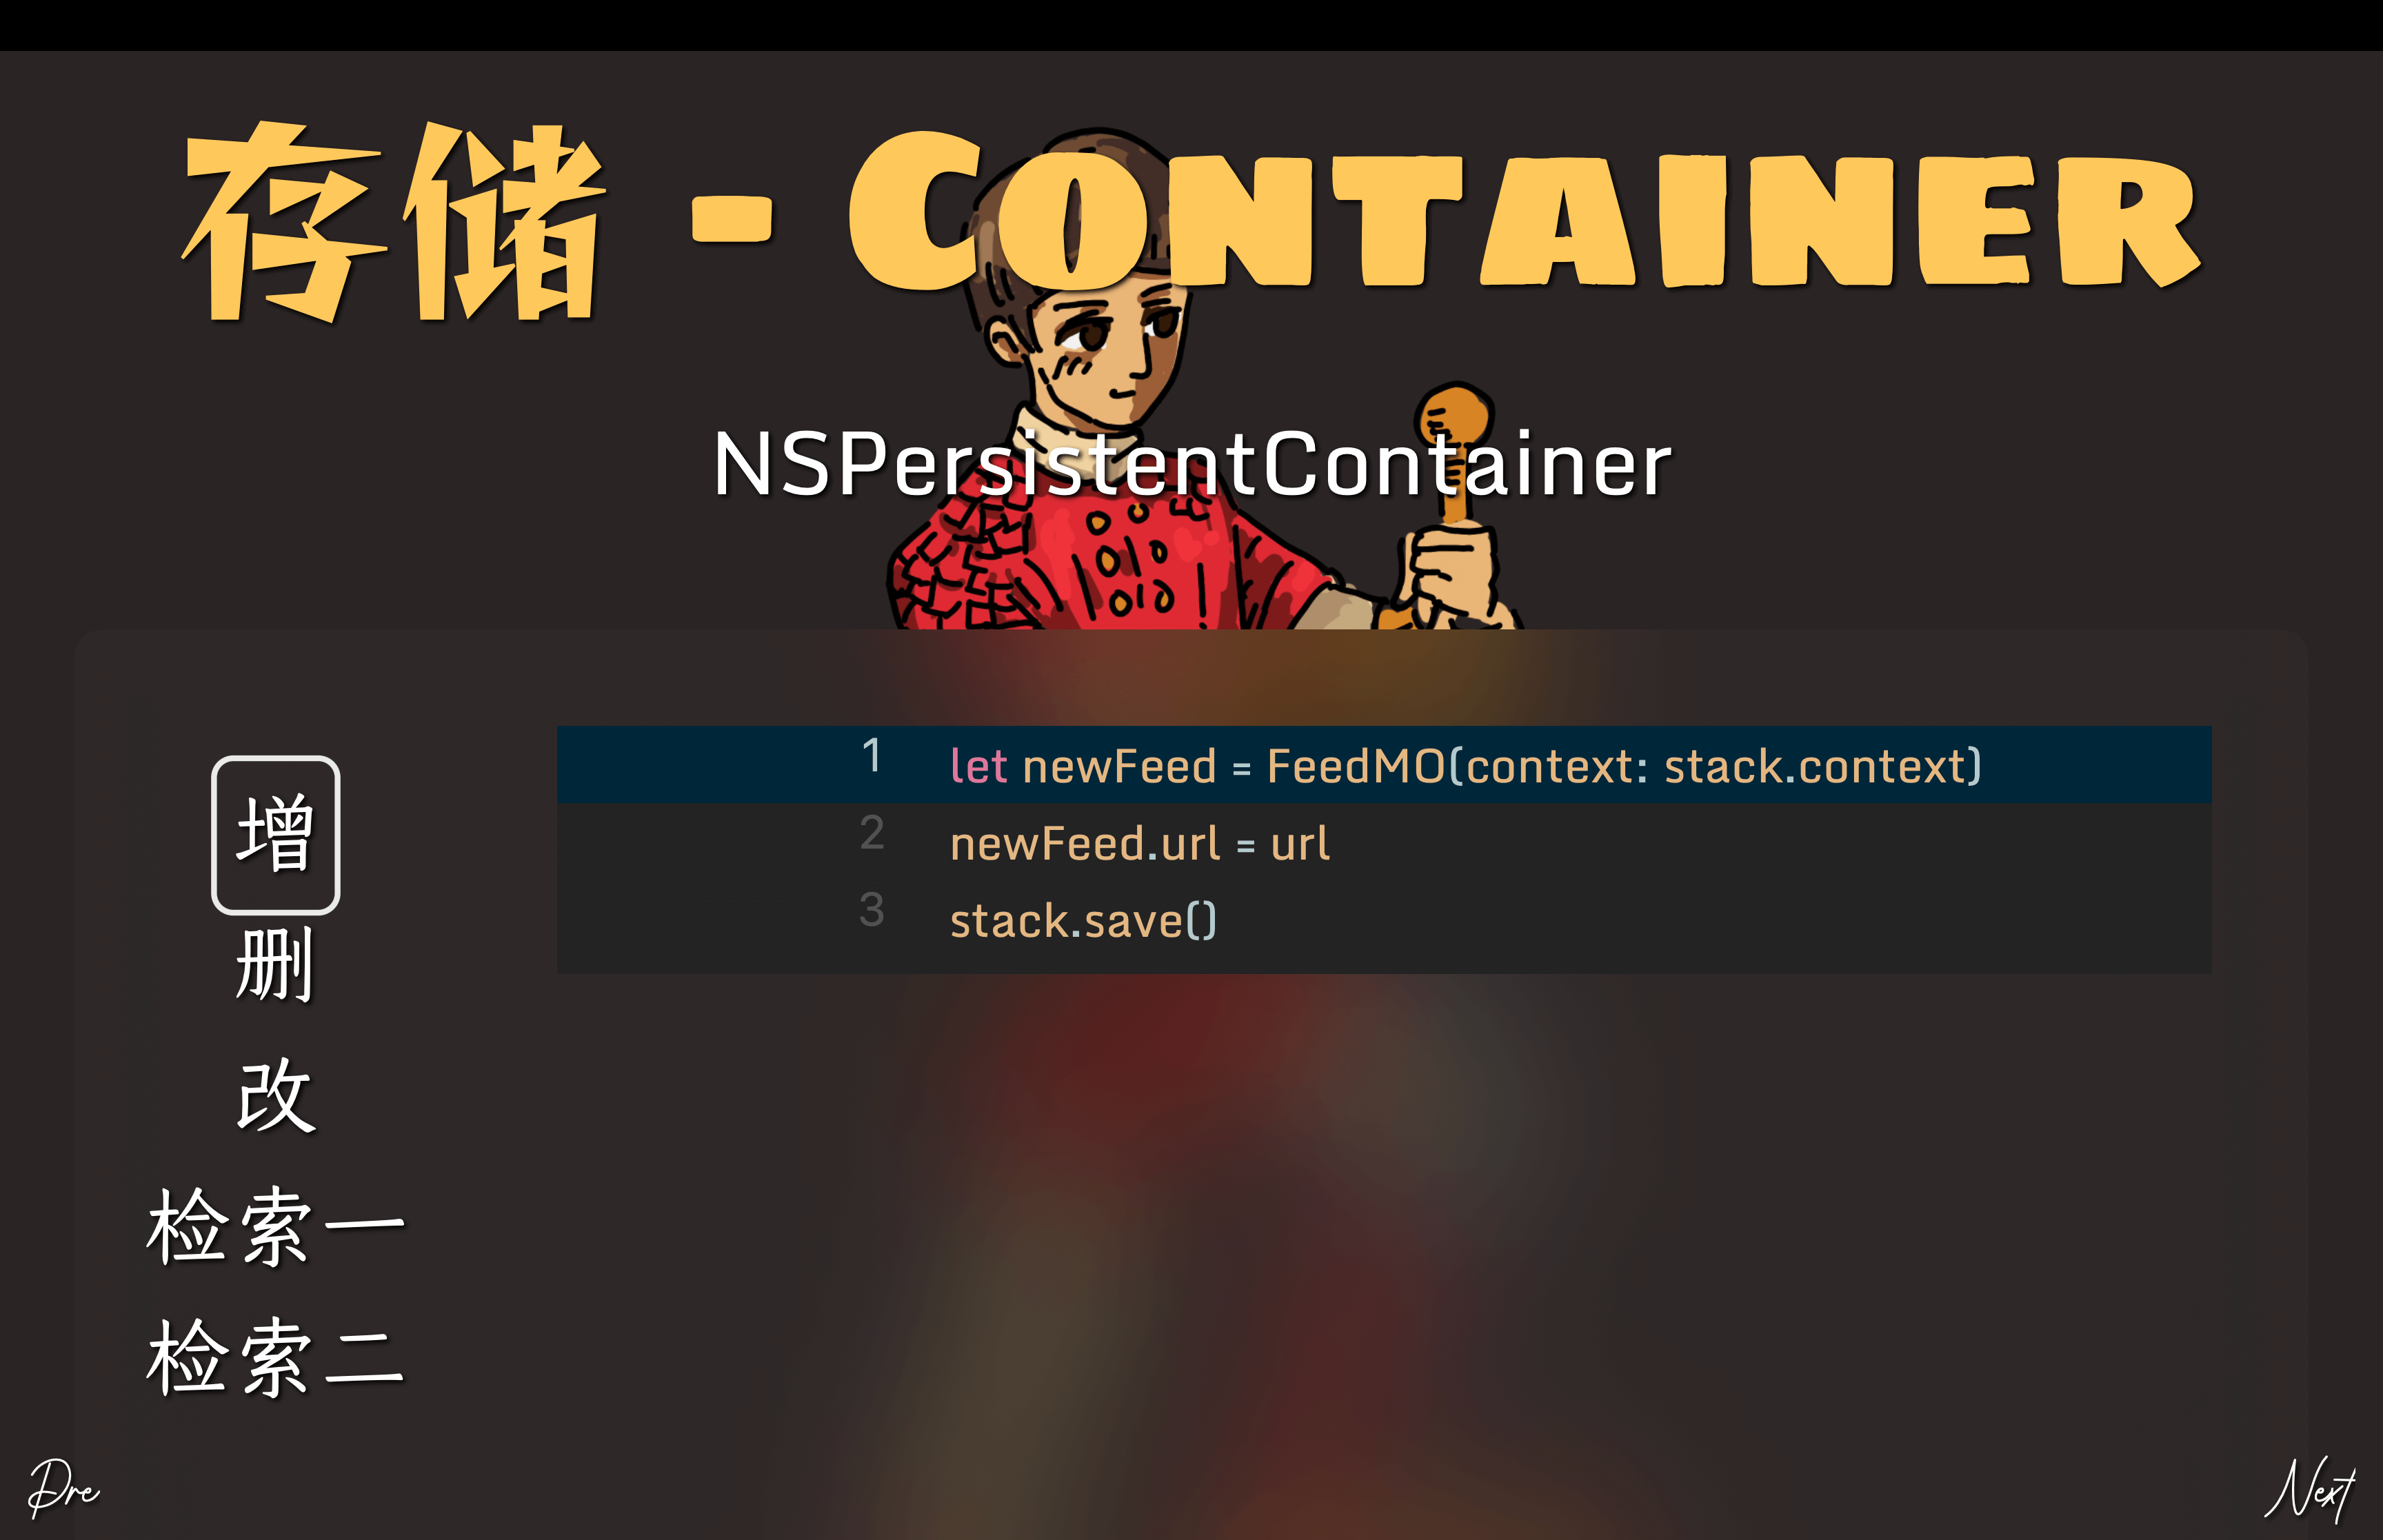 存储 - Container
NSPersistentContainer
增
删
改
检索一
检索二
1 let newFeed = FeedMO(context: stack.context)
2 newFeed.url = url
3 stack.save()
Pre
Next